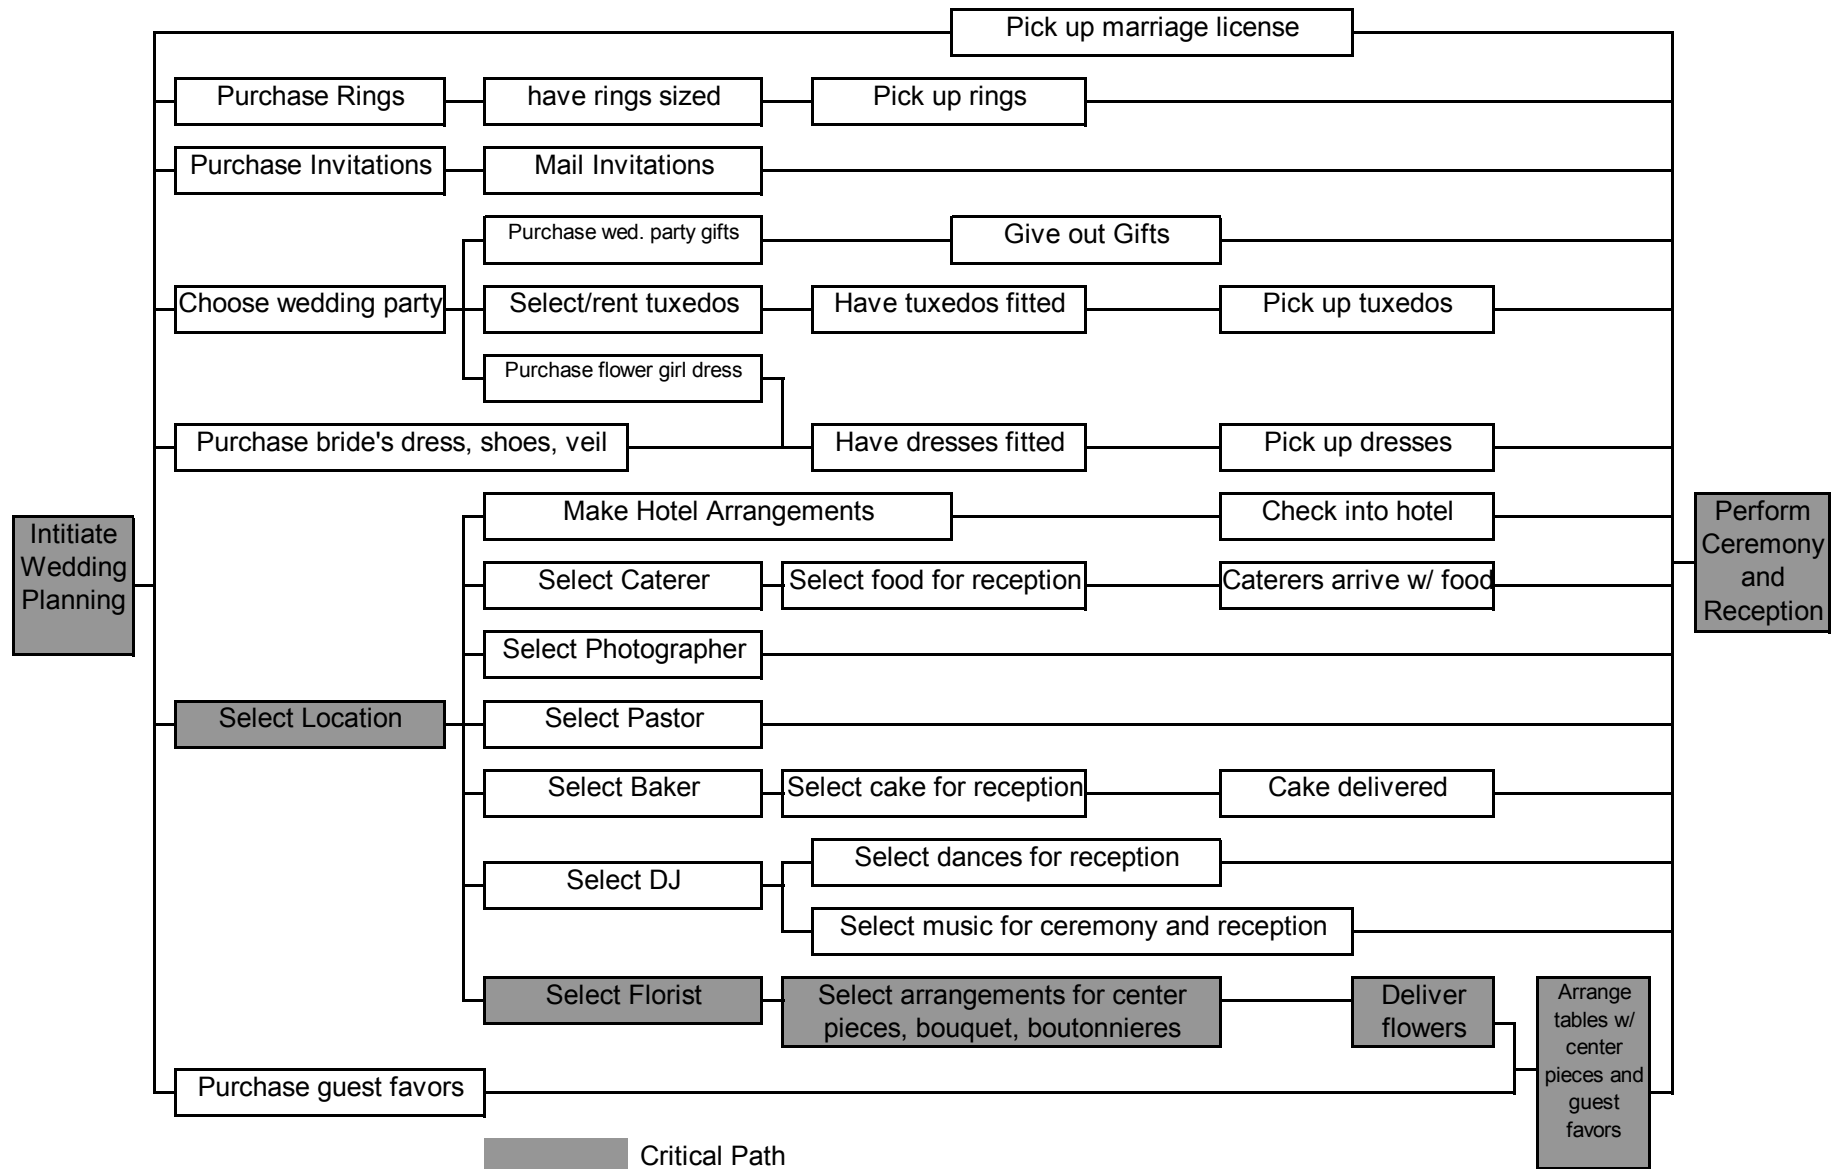 Pick up marriage license
Purchase Rings
have rings sized
Pick up rings
Purchase Invitations
Mail Invitations
Purchase wed. party gifts
Give out Gifts
Choose wedding party
Select/rent tuxedos
Have tuxedos fitted
Pick up tuxedos
Purchase flower girl dress
Purchase bride's dress, shoes, veil
Have dresses fitted
Pick up dresses
Intitiate
Wedding
Planning
Make Hotel Arrangements
Check into hotel
Perform
Ceremony
and
Reception
Select Caterer
Select food for reception
Caterers arrive w/ food
Select Photographer
Select Location
Select Pastor
Select Baker
Select cake for reception
Cake delivered
Select DJ
Select dances for reception
Select music for ceremony and reception
Select Florist
Select arrangements for center
pieces, bouquet, boutonnieres
Deliver
flowers
Arrange
tables w/
center
pieces and
guest
favors
Purchase guest favors
Critical Path